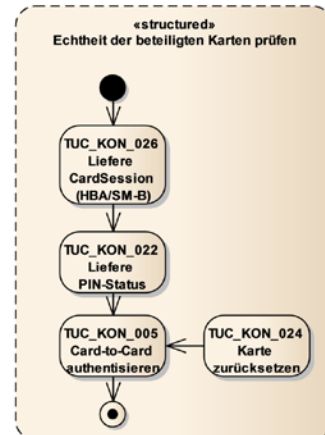 «structured»
Echtheit der beteiligten Karten prüfen
TUC_KON_026
Liefere
CardSession
(HBA/SM-B)
TUC_KON_022
Liefere
PIN-Status
TUC_KON_005
Card-to-Card
authentisieren
TUC_KON_024
Karte
zurücksetzen